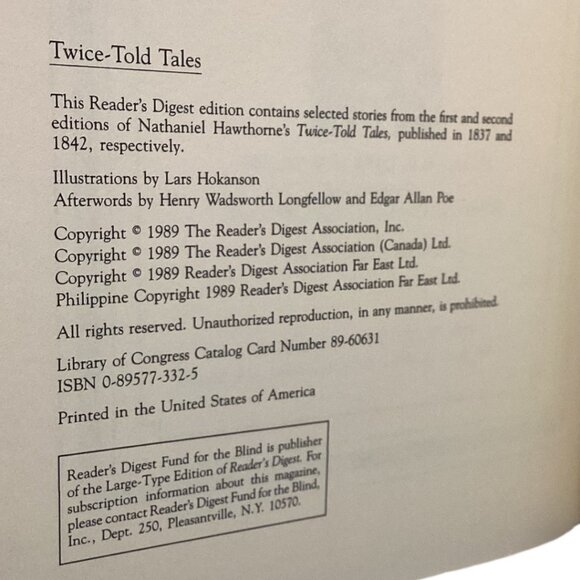 Twice-Told Tales
This Reader's Digest edition contains selected stories from the first and second
editions of Nathaniel Hawthorne's Twice-Told Tales, published in 1837 and
1842, respectively.
Illustrations by Lars Hokanson
Afterwords by Henry Wadsworth Longfellow and Edgar Allan Poe
Copyright © 1989 The Reader's Digest Association, Inc.
Copyright © 1989 The Reader's Digest Association (Canada) Ltd.
Copyright © 1989 Reader's Digest Association Far East Ltd.
Philippine Copyright 1989 Reader's Digest Association Far East Ltd.
All rights reserved. Unauthorized reproduction, in any manner, is prohibited.
Library of Congress Catalog Card Number 89-60631
ISBN 0-89577-332-5
Printed in the United States of America
Reader's Digest Fund for the Blind is publisher
of the Large-Type Edition of Reader's Digest. For
subscription information about this magazine,
please contact Reader's Digest Fund for the Blind,
Inc., Dept. 250, Pleasantville, N.Y. 10570.